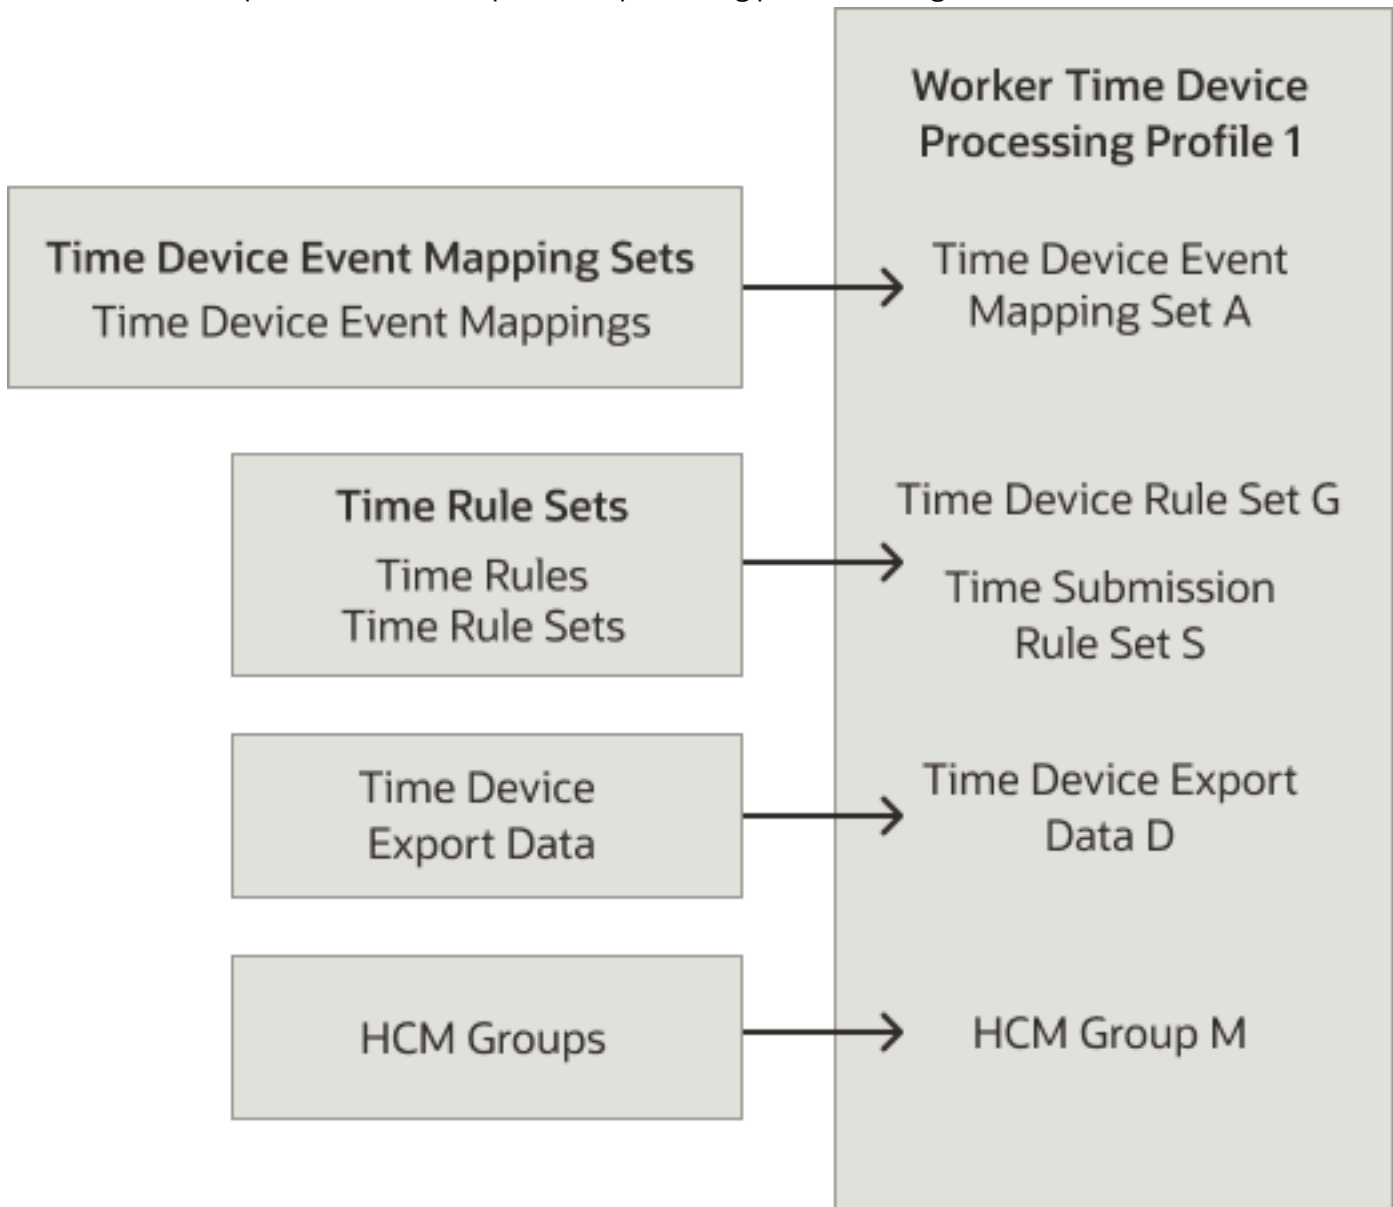 Worker Time Device
Processing Profile 1
Time Device Event Mapping Sets
Time Device Event Mappings
Time Device Event
Mapping Set A
Time Rule Sets
Time Rules
Time Rule Sets
Time Device Rule Set G
Time Submission
Rule Set S
Time Device
Export Data
Time Device Export
Data D
HCM Groups
HCM Group M